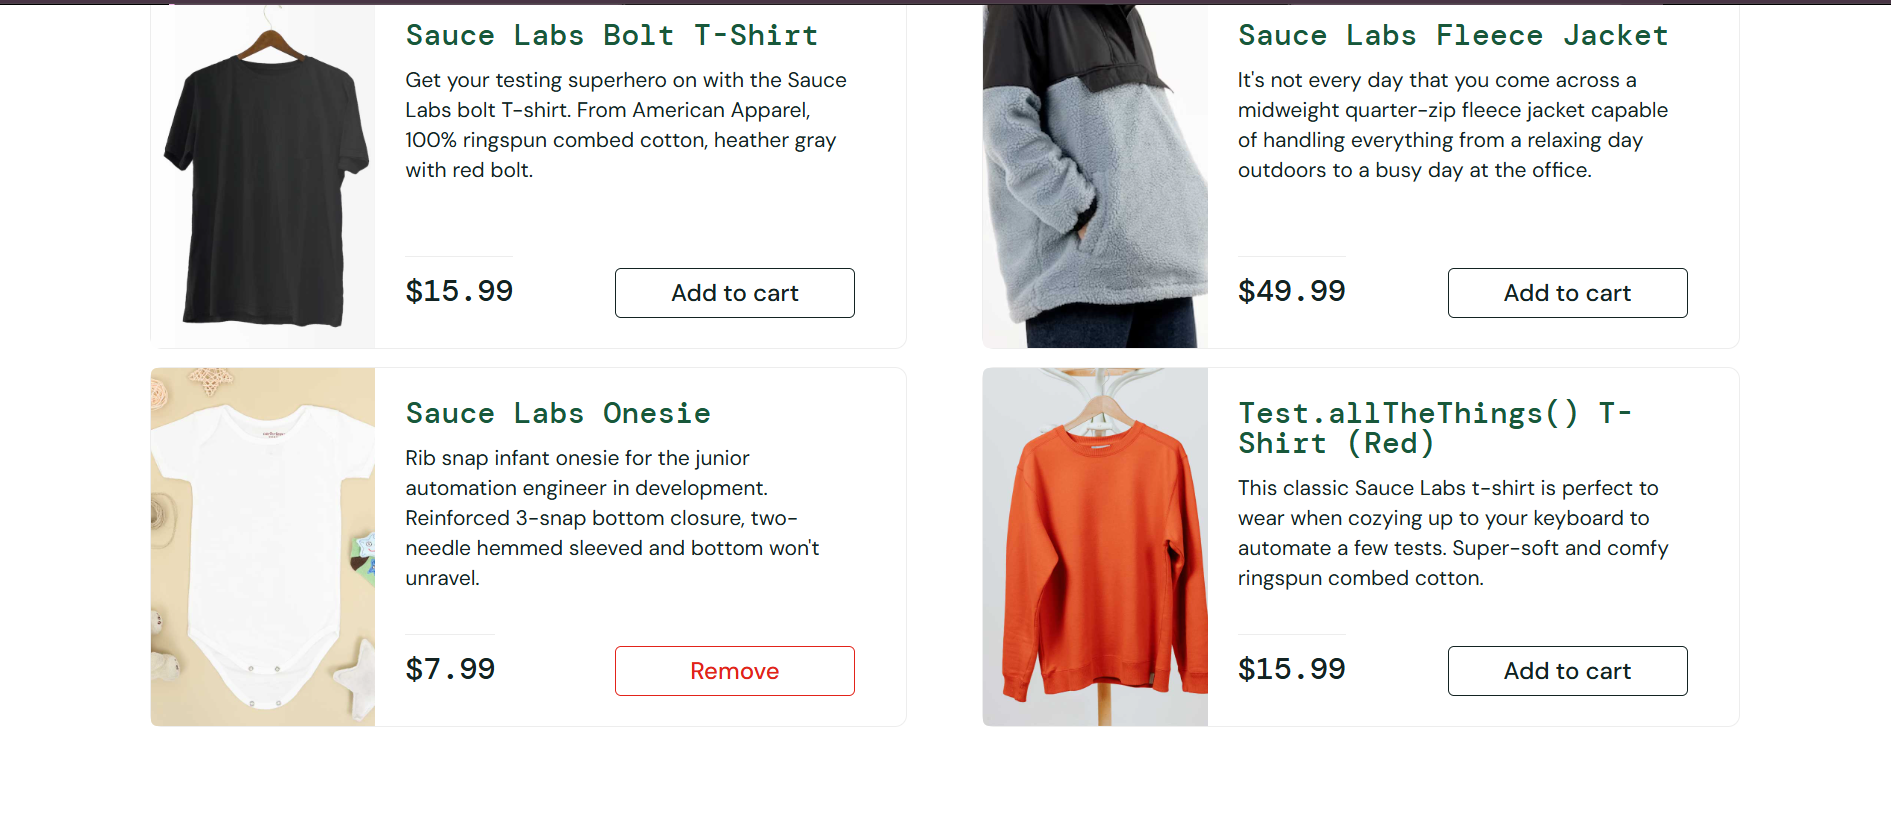 Sauce Labs Bolt T-Shirt
Get your testing superhero on with the Sauce
Labs bolt T-shirt. From American Apparel,
100% ringspun combed cotton, heather gray
with red bolt.
$15.99
Add to cart
Sauce Labs Fleece Jacket
It's not every day that you come across a
midweight quarter-zip fleece jacket capable
of handling everything from a relaxing day
outdoors to a busy day at the office.
$49.99
Add to cart
Sauce Labs Onesie
Rib snap infant onesie for the junior
automation engineer in development.
Reinforced 3-snap bottom closure, two-
needle hemmed sleeved and bottom won't
unravel.
$7.99
Remove
Test.allTheThings() T-
Shirt (Red)
This classic Sauce Labs t-shirt is perfect to
wear when cozying up to your keyboard to
automate a few tests. Super-soft and comfy
ringspun combed cotton.
$15.99
Add to cart